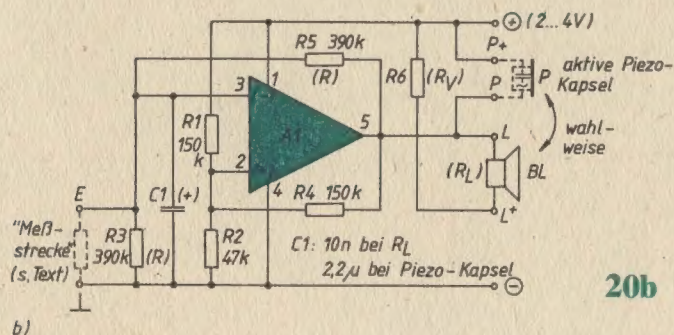 ⊕ (2...4V)
R5 390k
(R)
P+
P
P
aktive Piezo-
Kapsel
R6
(RV)
3
1
A1
R1
150
k
2
4
5
L
wahl-
weise
(RL)
BL
L+
E
C1
(+)
R4 150k
"Meß-
strecke"
(s, Text)
R3
390k
(R)
R2
47k
C1: 10n bei RL
2,2μ bei Piezo-Kapsel
⊖
20b
b)